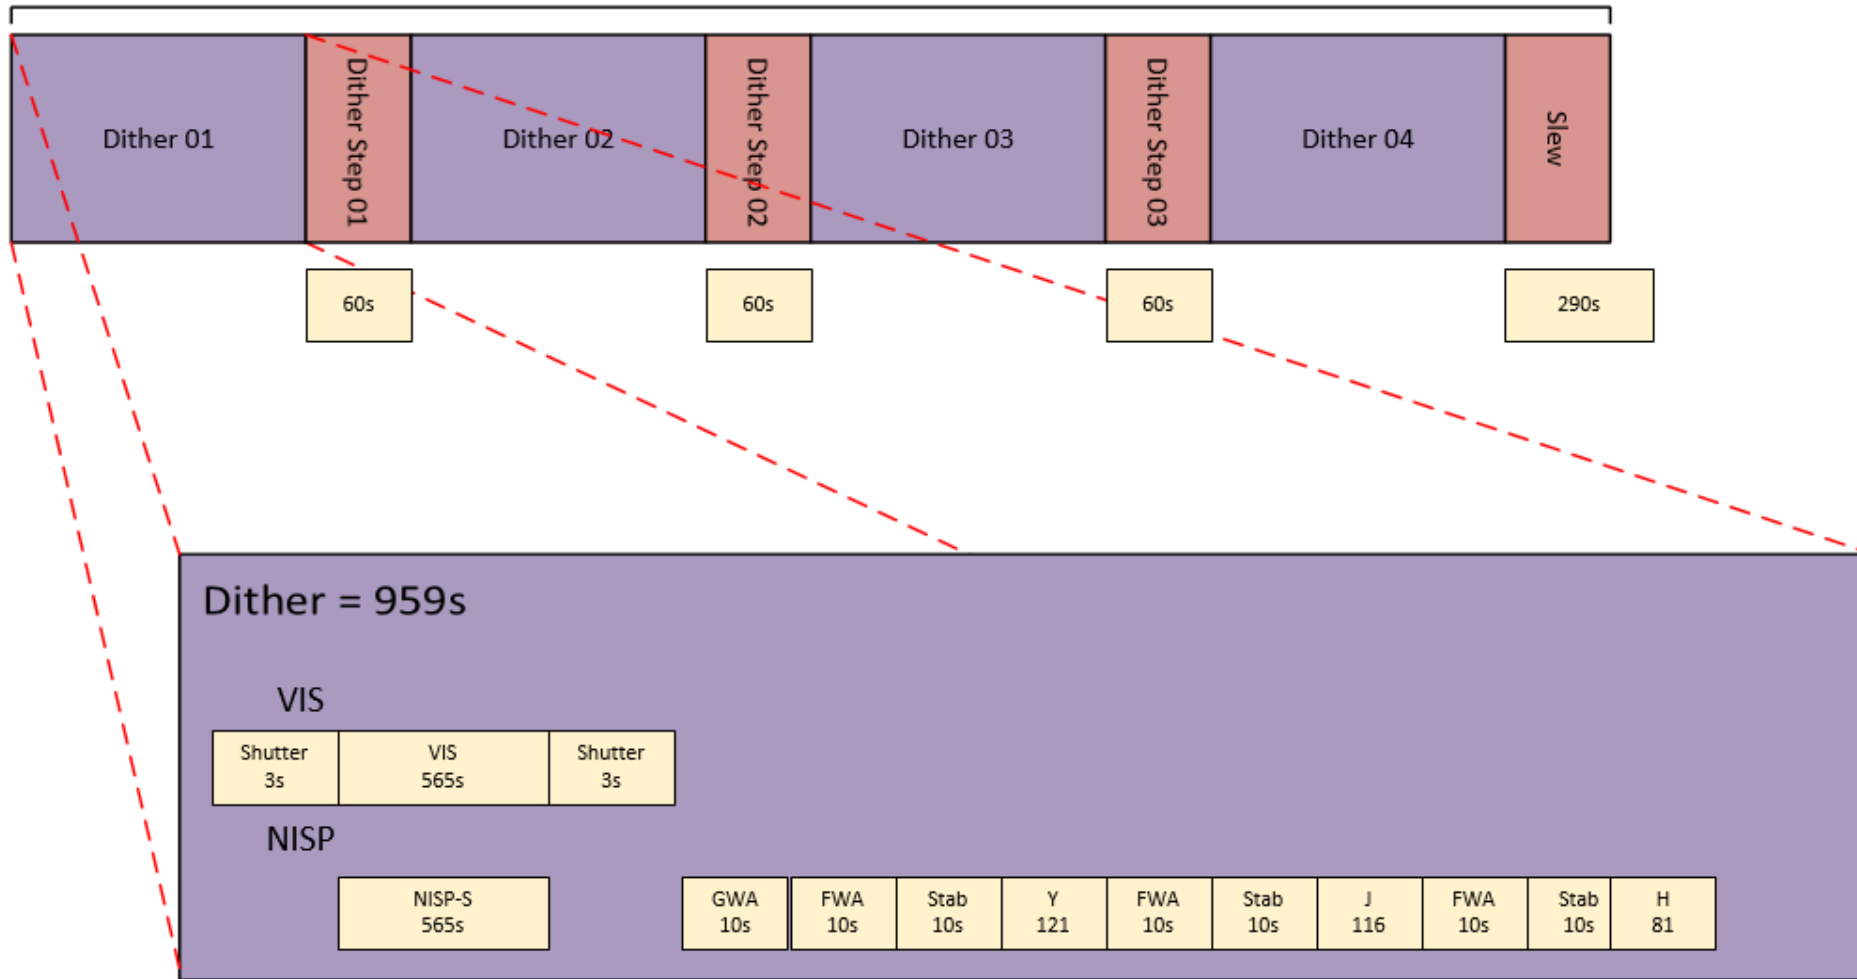 Dither 01
Dither Step 01
Dither 02
Dither Step 02
Dither 03
Dither Step 03
Dither 04
Slew
60s
60s
60s
290s
Dither = 959s
VIS
Shutter
3s
VIS
565s
Shutter
3s
NISP
NISP-S
565s
GWA
10s
FWA
10s
Stab
10s
Y
121
FWA
10s
Stab
10s
J
116
FWA
10s
Stab
10s
H
81